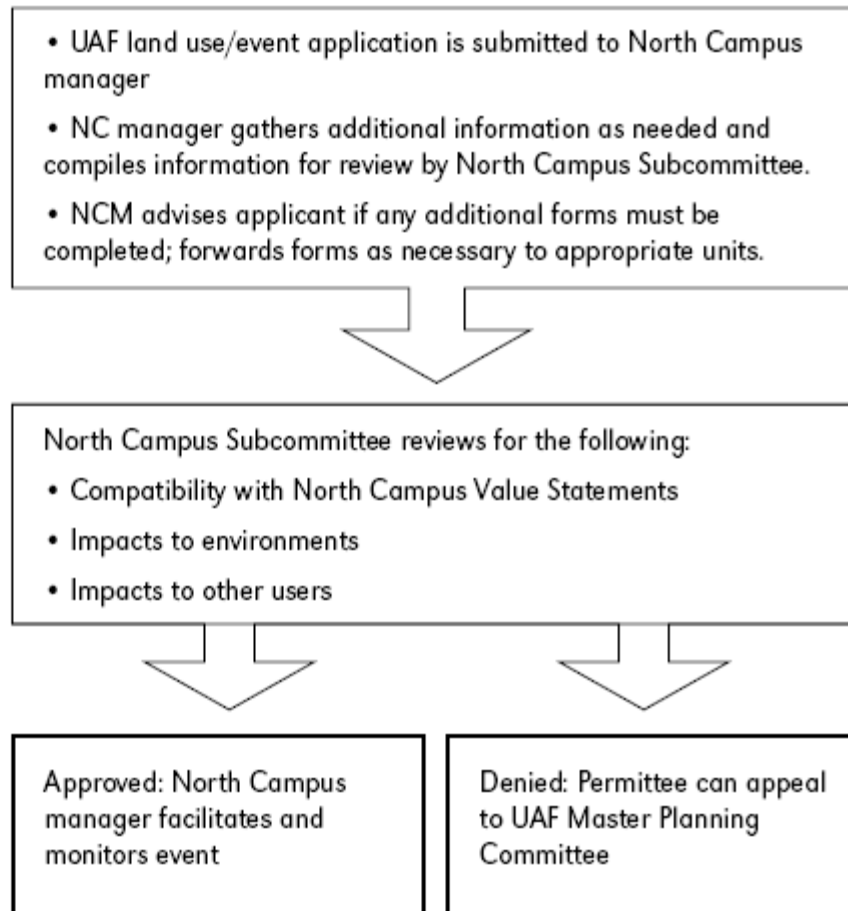 • UAF land use/event application is submitted to North Campus
manager
• NC manager gathers additional information as needed and
compiles information for review by North Campus Subcommittee.
• NCM advises applicant if any additional forms must be
completed; forwards forms as necessary to appropriate units.
North Campus Subcommittee reviews for the following:
• Compatibility with North Campus Value Statements
• Impacts to environments
• Impacts to other users
Approved: North Campus
manager facilitates and
monitors event
Denied: Permittee can appeal
to UAF Master Planning
Committee